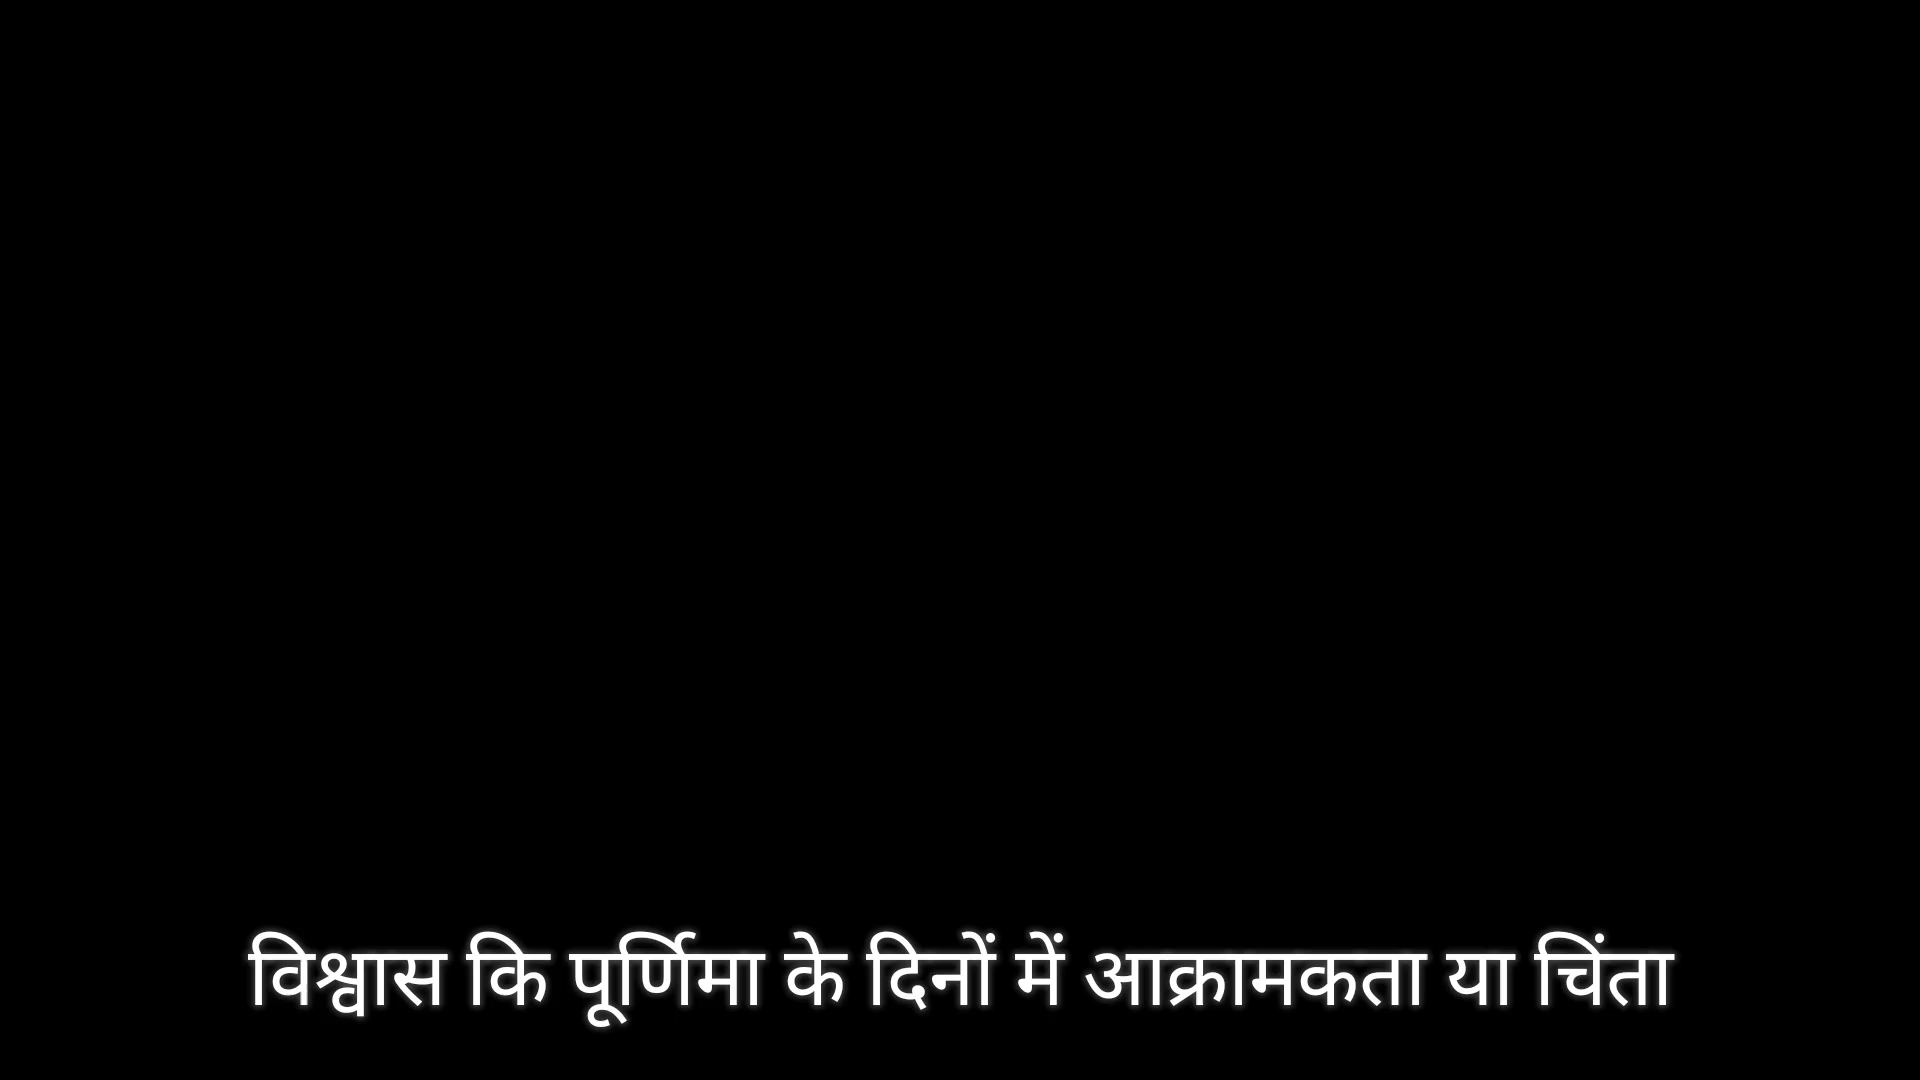 विश्वास कि पूर्णिमा के दिनों में आक्रामकता या चिंता